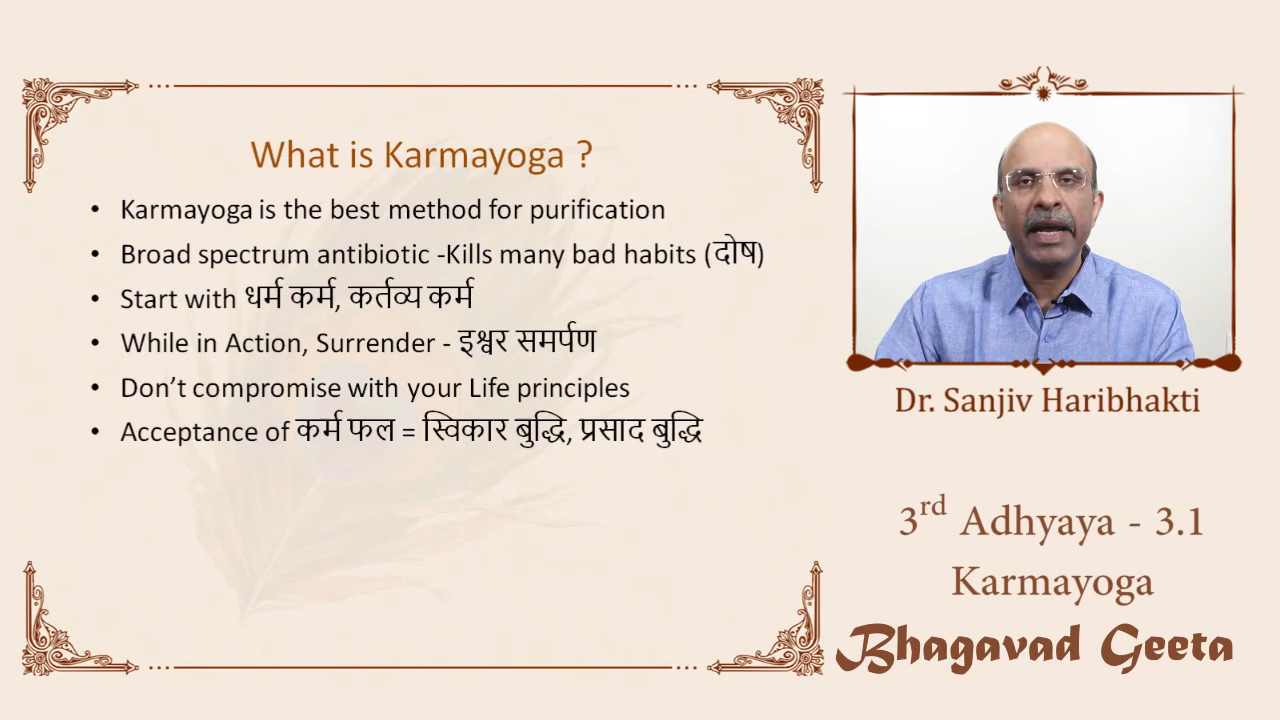 What is Karmayoga ?
• Karmayoga is the best method for purification
• Broad spectrum antibiotic -Kills many bad habits (दोष)
• Start with धर्म कर्म, कर्तव्य कर्म
• While in Action, Surrender - इश्वर समर्पण
• Don't compromise with your Life principles
• Acceptance of कर्म फल = स्विकार बुद्धि, प्रसाद बुद्धि
Dr. Sanjiv Haribhakti
3rd Adhyaya - 3.1
Karmayoga
Bhagavad Geeta